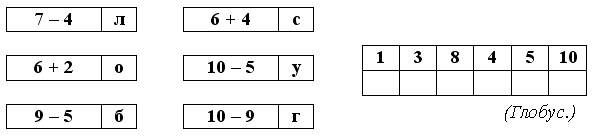 7 – 4 л 6 + 4 с
1 3 8 4 5 10
6 + 2 о 10 – 5 у
9 – 5 б 10 – 9 г
(Глобус.)